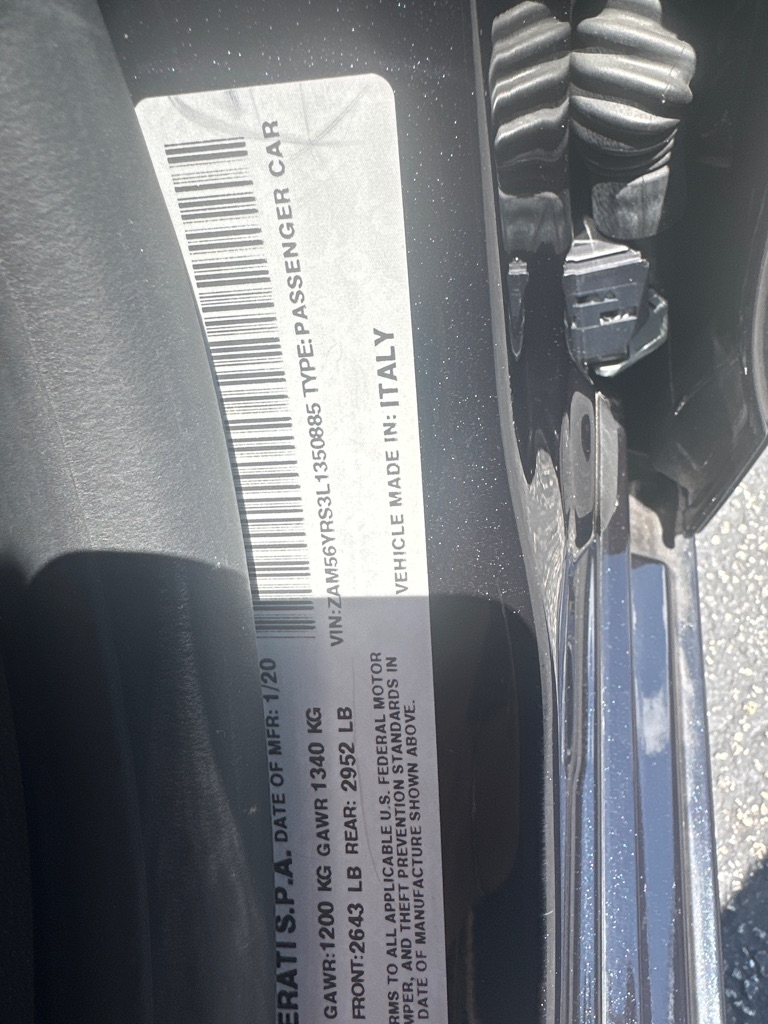 ERATI S.P.A. DATE OF MFR: 1/20
GAWR:1200 KG GAWR 1340 KG
FRONT:2643 LB REAR: 2952 LB
VIN:ZAM56YRS3L1350885 TYPE:PASSENGER CAR
RMS TO ALL APPLICABLE U.S. FEDERAL MOTOR
MPER, AND THEFT PREVENTION STANDARDS IN
DATE OF MANUFACTURE SHOWN ABOVE.
VEHICLE MADE IN: ITALY